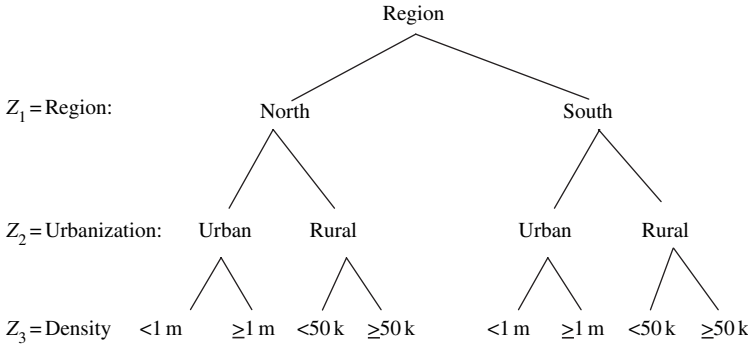 Region
Z₁ = Region: North South
Z₂ = Urbanization: Urban Rural Urban Rural
Z₃ = Density <1 m ≥1 m <50 k ≥50 k <1 m ≥1 m <50 k ≥50 k